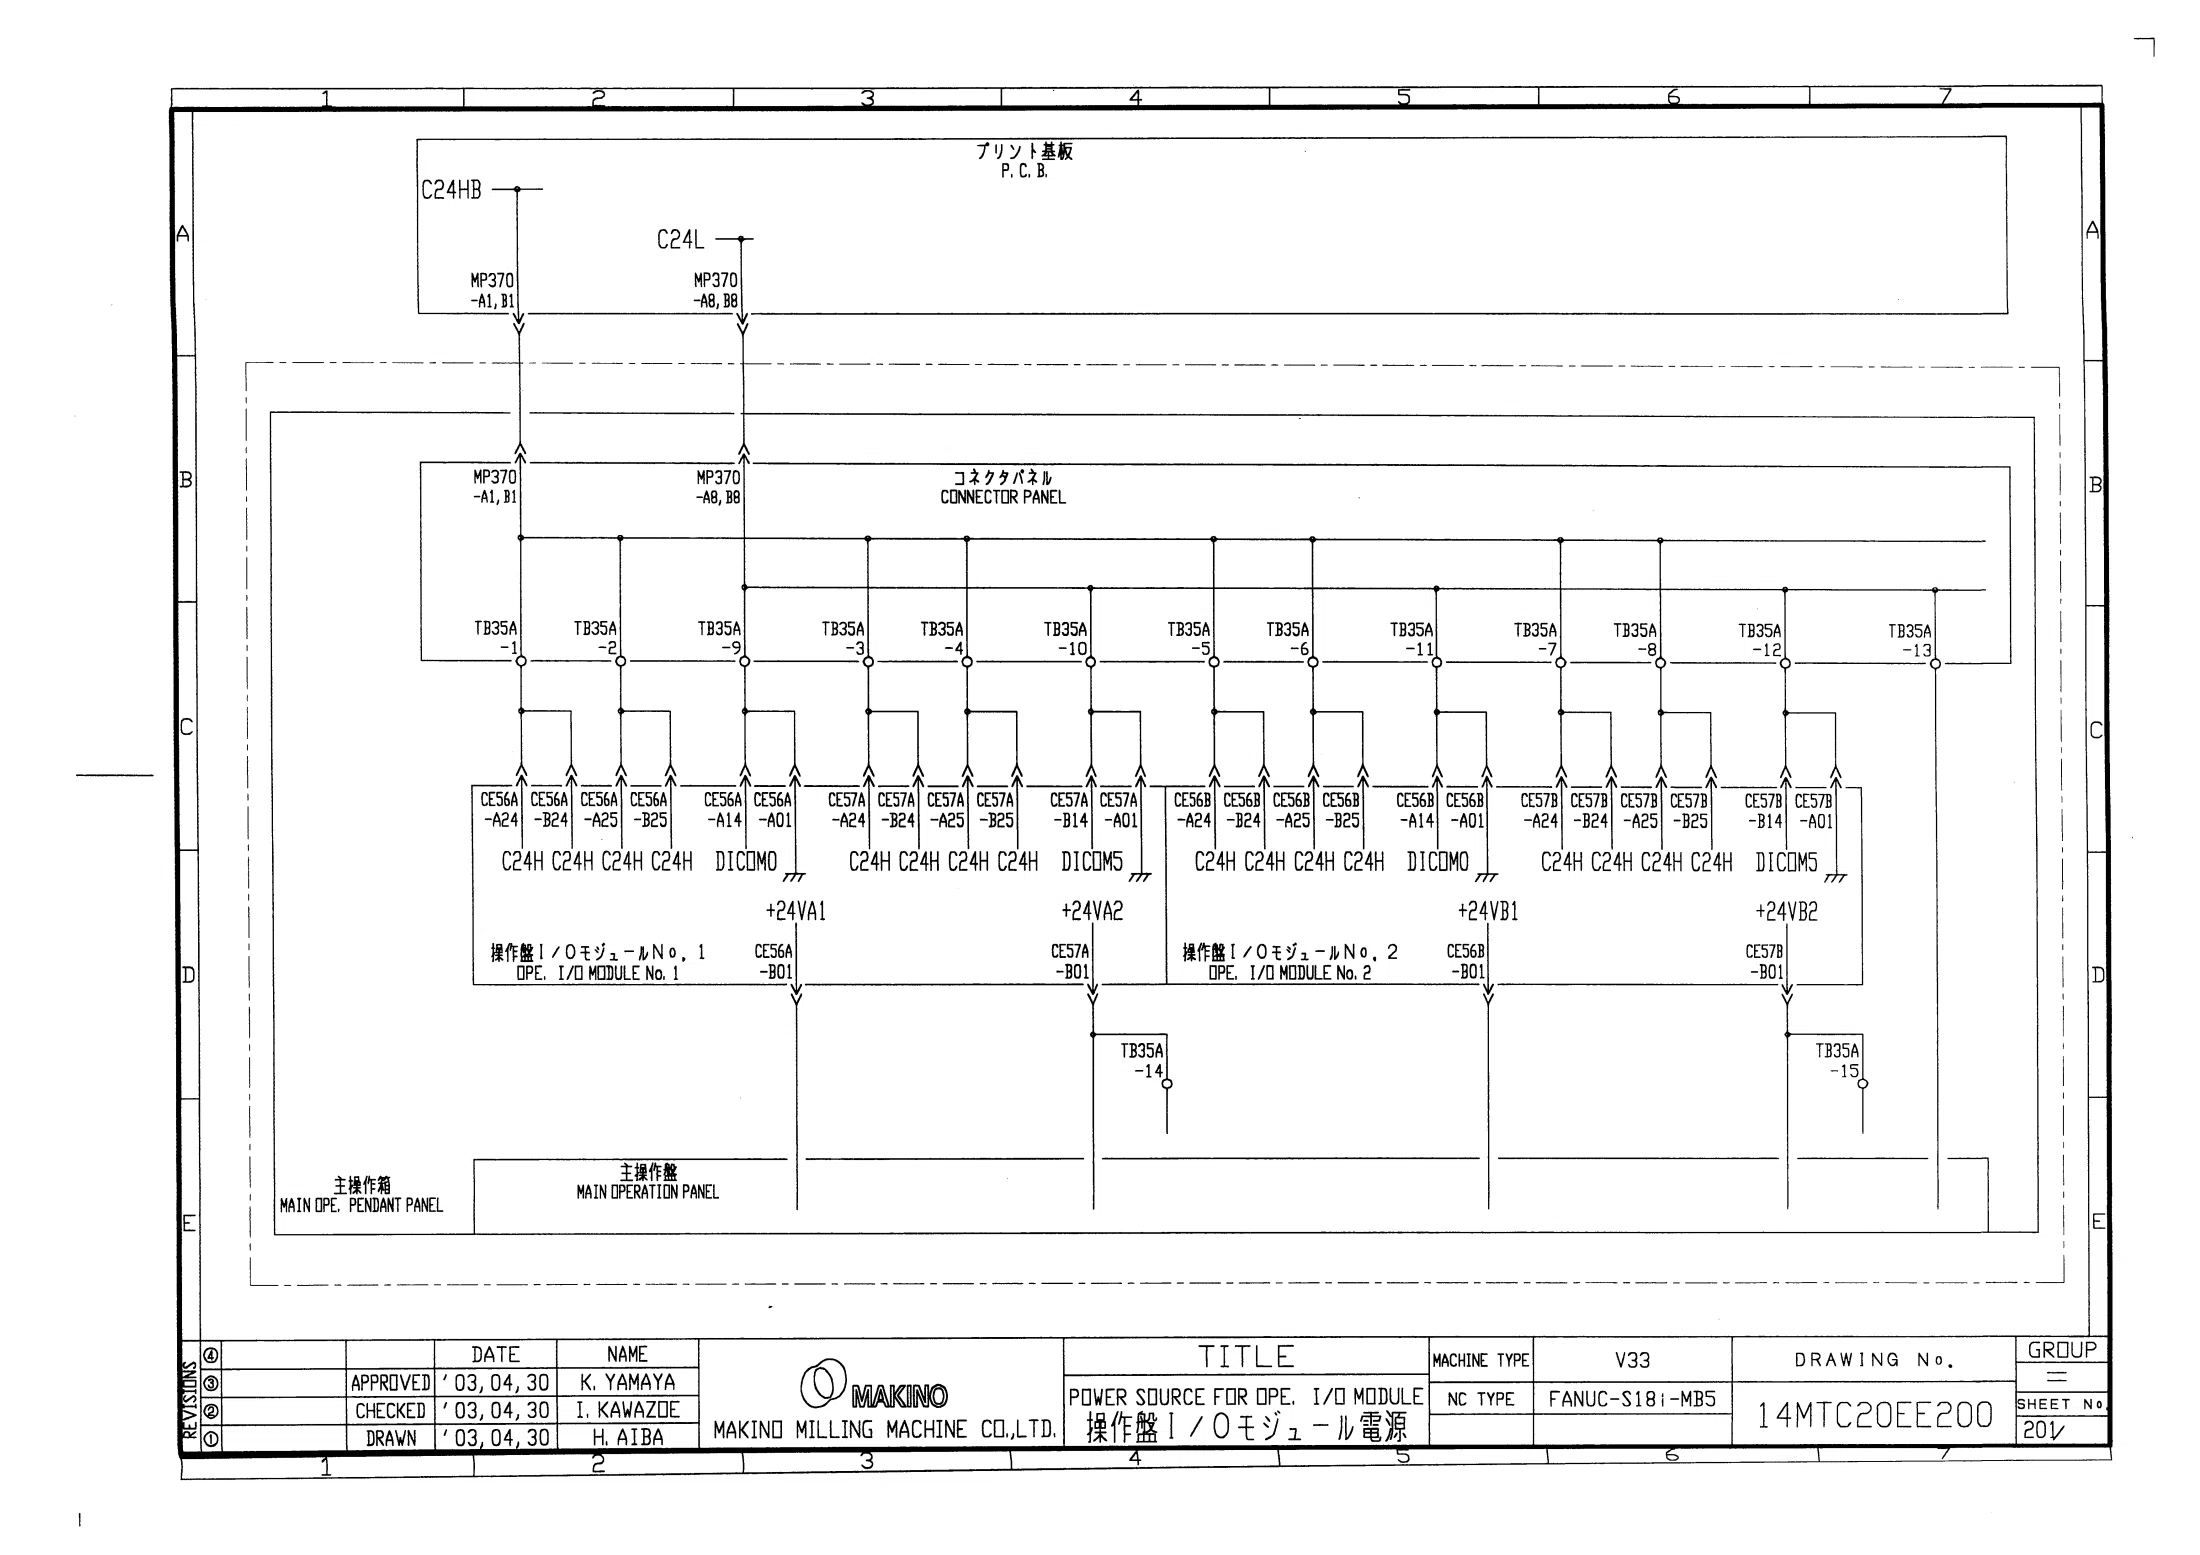 1 2 3 4 5 6 7
プリント基板
P. C. B.
C24HB
A A
C24L
MP370 MP370
-A1, B1 -A8, B8
B B
MP370 MP370
-A1, B1 -A8, B8
コネクタパネル
CONNECTOR PANEL
TB35A TB35A TB35A TB35A TB35A TB35A TB35A TB35A TB35A TB35A TB35A TB35A TB35A
-1 -2 -9 -3 -4 -10 -5 -6 -11 -7 -8 -12 -13
C C
CE56A CE56A CE56A CE56A CE56A CE56A CE57A CE57A CE57A CE57A CE57A CE57A CE56B CE56B CE56B CE56B CE56B CE56B CE57B CE57B CE57B CE57B CE57B CE57B
-A24 -B24 -A25 -B25 -A14 -A01 -A24 -B24 -A25 -B25 -B14 -A01 -A24 -B24 -A25 -B25 -A14 -A01 -A24 -B24 -A25 -B25 -B14 -A01
C24H C24H C24H C24H DICOM0 C24H C24H C24H C24H DICOM5 C24H C24H C24H C24H DICOM0 C24H C24H C24H C24H DICOM5
+24VA1 +24VA2 +24VB1 +24VB2
操作盤I/OモジュールNo. 1
OPE. I/O MODULE No. 1
CE56A CE57A
-B01 -B01
操作盤I/OモジュールNo. 2
OPE. I/O MODULE No. 2
CE56B CE57B
-B01 -B01
D D
TB35A TB35A
-14 -15
主操作箱
MAIN OPE. PENDANT PANEL
主操作盤
MAIN OPERATION PANEL
E E
REVISIONS
④ DATE NAME
③ APPROVED '03, 04, 30 K. YAMAYA
② CHECKED '03, 04, 30 I. KAWAZOE
① DRAWN '03, 04, 30 H. AIBA
MAKINO
MAKINO MILLING MACHINE CO.,LTD.
TITLE
POWER SOURCE FOR OPE. I/O MODULE
操作盤I/Oモジュール電源
MACHINE TYPE V33
NC TYPE FANUC-S18i-MB5
DRAWING No.
14MTC20EE200
GROUP
=
SHEET No.
201/
1 2 3 4 5 6 7